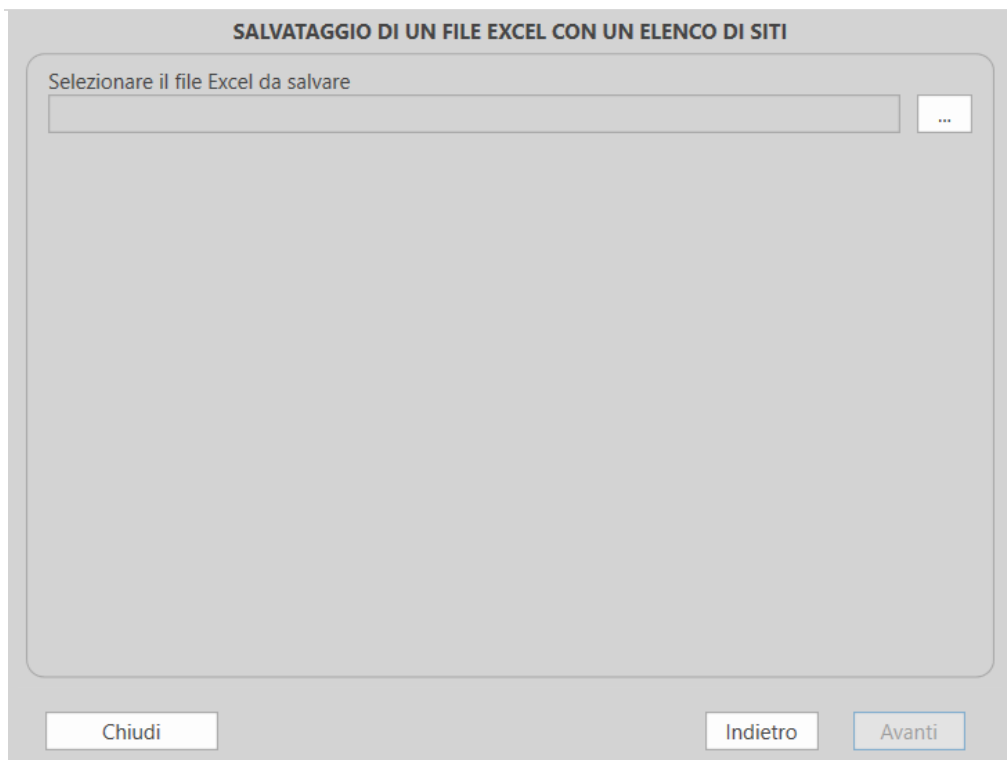 SALVATAGGIO DI UN FILE EXCEL CON UN ELENCO DI SITI
Selezionare il file Excel da salvare
...
Chiudi
Indietro
Avanti